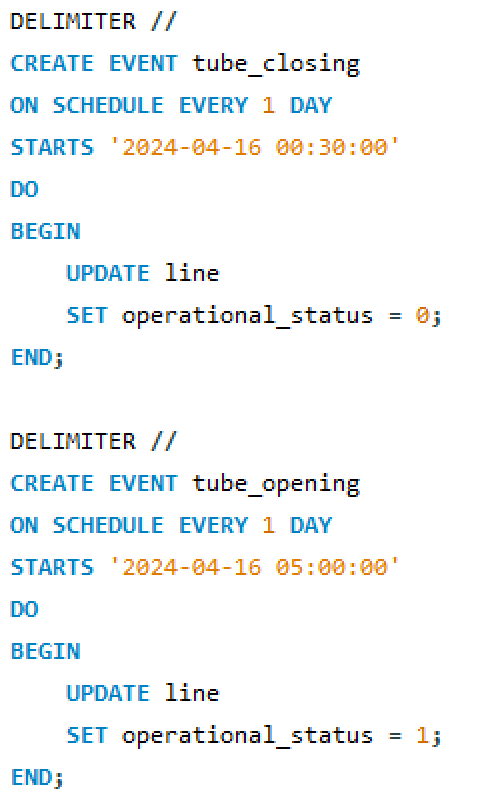 DELIMITER //
CREATE EVENT tube_closing
ON SCHEDULE EVERY 1 DAY
STARTS '2024-04-16 00:30:00'
DO
BEGIN
    UPDATE line
    SET operational_status = 0;
END;

DELIMITER //
CREATE EVENT tube_opening
ON SCHEDULE EVERY 1 DAY
STARTS '2024-04-16 05:00:00'
DO
BEGIN
    UPDATE line
    SET operational_status = 1;
END;